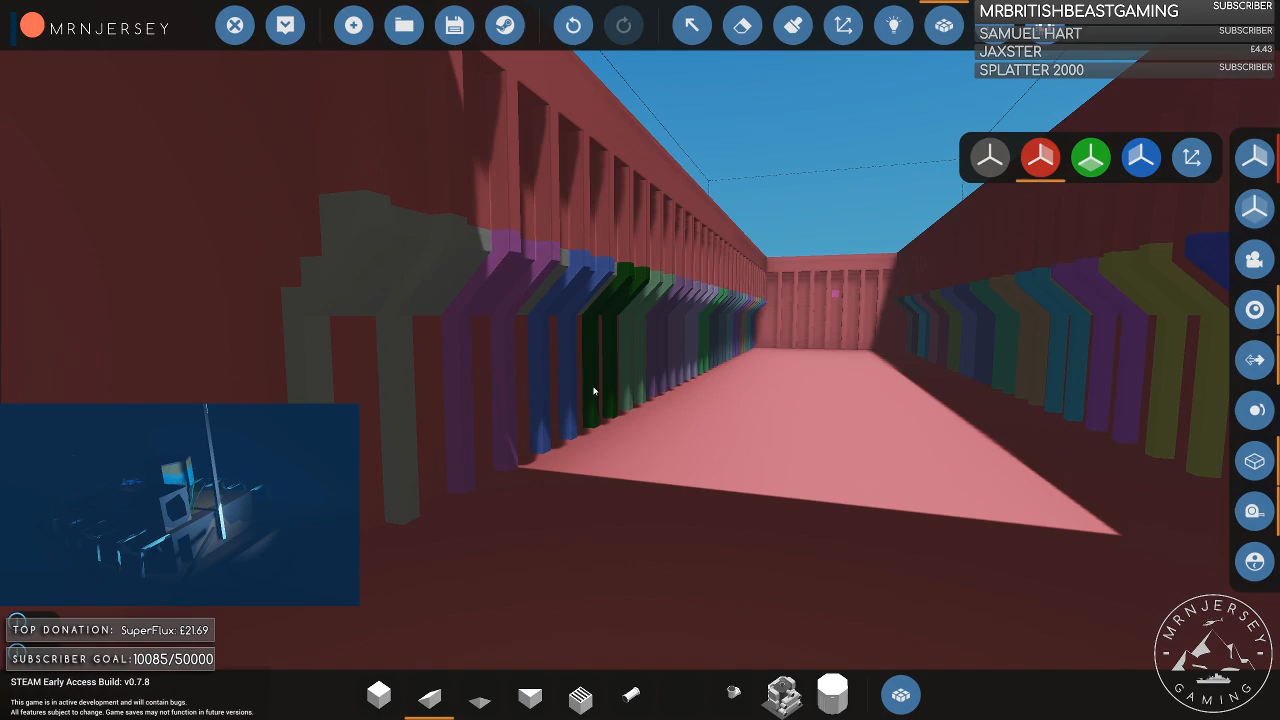 MRNJERSEY
MRBRITISHBEASTGAMING SUBSCRIBER
SAMUEL HART SUBSCRIBER
JAXSTER £4.43
SPLATTER 2000 SUBSCRIBER
TOP DONATION: SuperFlux: £21.69
SUBSCRIBER GOAL: 10085/50000
STEAM Early Access Build: v0.7.8
This game is in active development and will contain bugs.
All features subject to change. Game saves may not function in future versions.
MRNJERSEY
GAMING